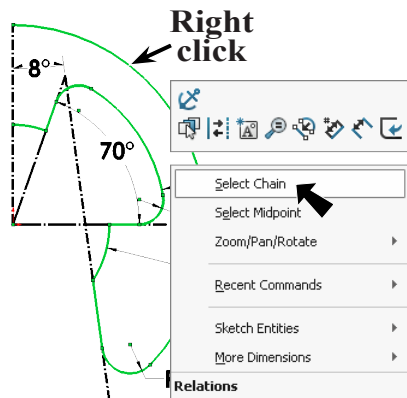 Right
click
8°
70°
Select Chain
Select Midpoint
Zoom/Pan/Rotate
Recent Commands
Sketch Entities
More Dimensions
Relations